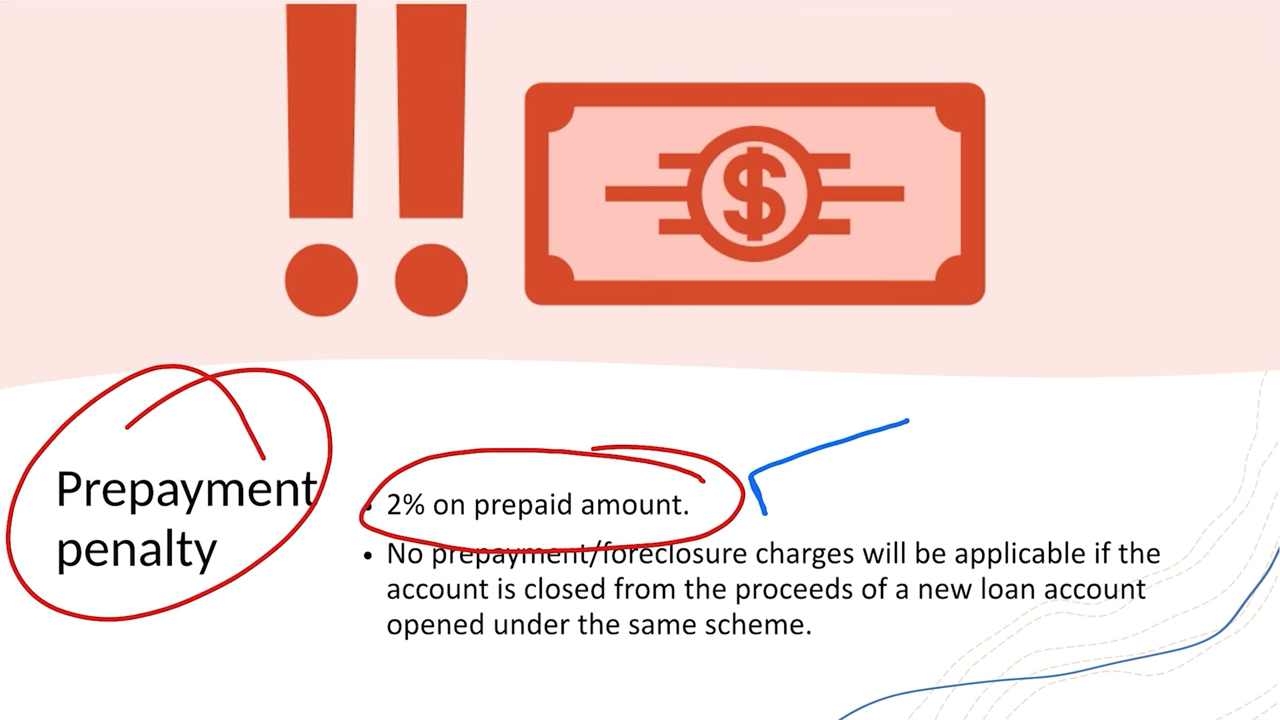 Prepayment
penalty
• 2% on prepaid amount.
• No prepayment/foreclosure charges will be applicable if the
account is closed from the proceeds of a new loan account
opened under the same scheme.